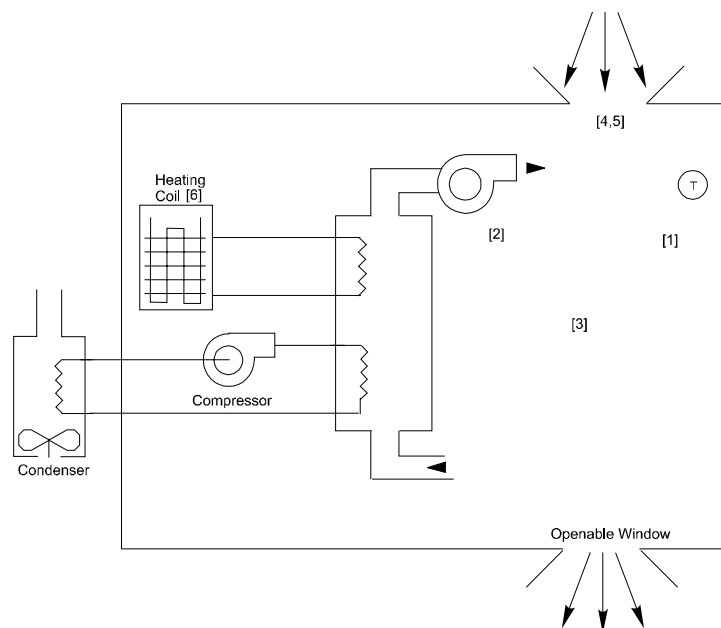 [4,5]
Heating
Coil [6]
T
[2]
[1]
[3]
Compressor
Condenser
Openable Window